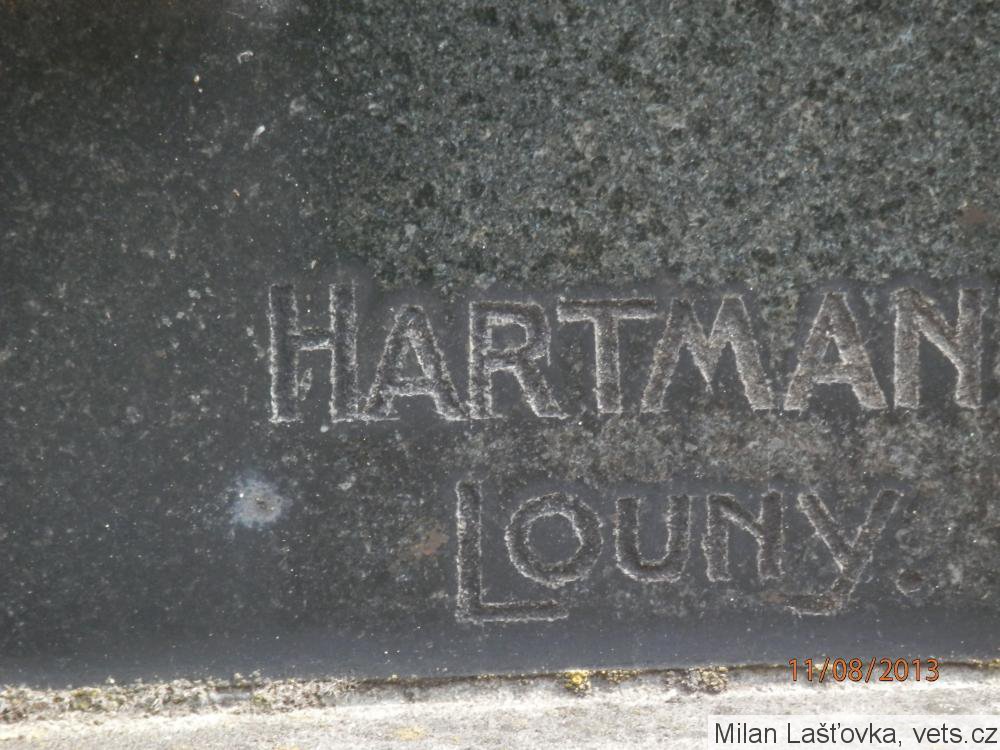 HARTMAN
LOUNY.
11/08/2013
Milan Lašťovka, vets.cz